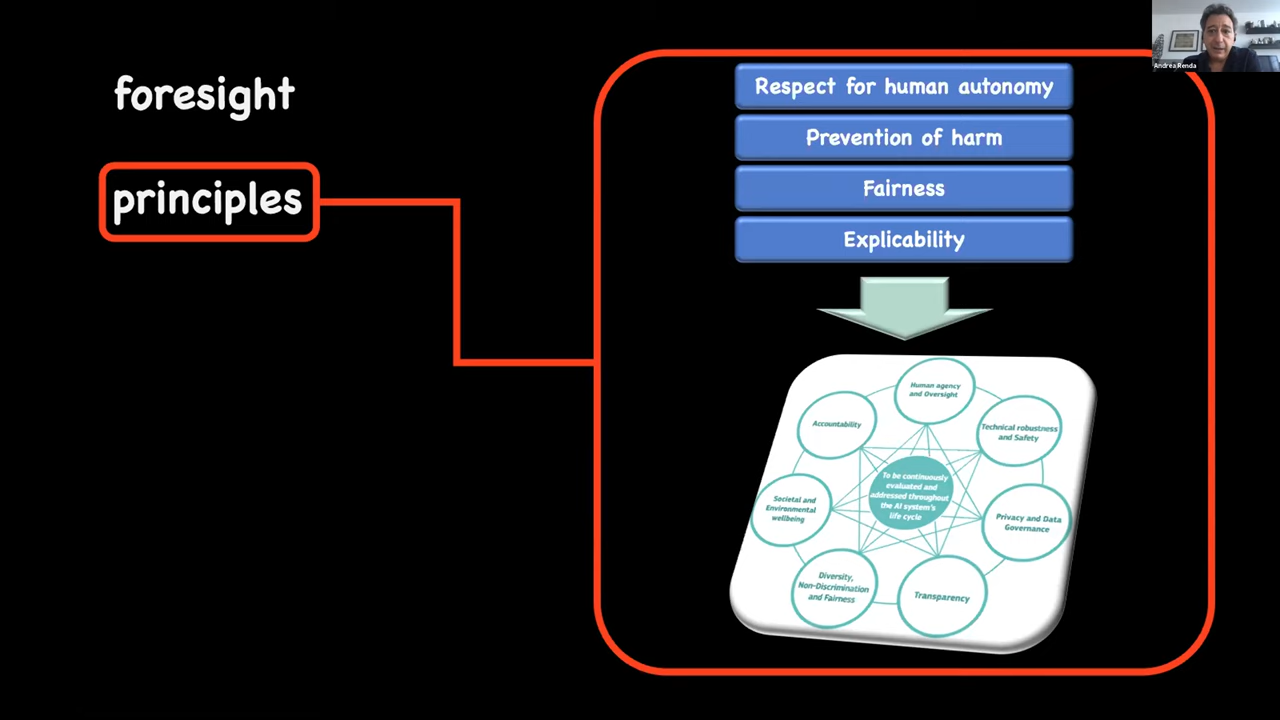 foresight
principles
Respect for human autonomy
Prevention of harm
Fairness
Explicability
Human agency
and Oversight
Technical robustness
and Safety
Privacy and Data
Governance
Transparency
Diversity,
Non-Discrimination
and Fairness
Societal and
Environmental
wellbeing
Accountability
To be continuously
evaluated and
addressed throughout
the AI system's
life cycle
Andrea Renda